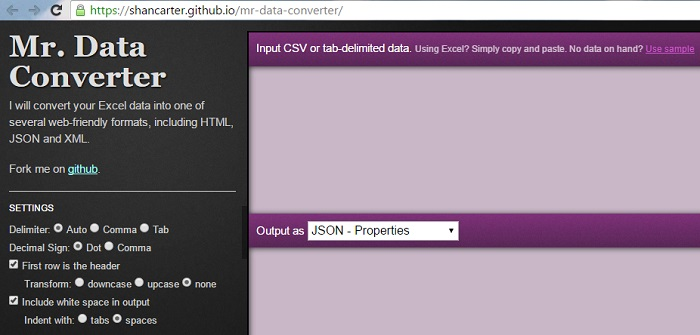 https://shancarter.github.io/mr-data-converter/
Mr. Data
Converter
I will convert your Excel data into one of
several web-friendly formats, including HTML,
JSON and XML.
Fork me on github.
SETTINGS
Delimiter: Auto Comma Tab
Decimal Sign: Dot Comma
First row is the header
Transform: downcase upcase none
Include white space in output
Indent with: tabs spaces
Input CSV or tab-delimited data. Using Excel? Simply copy and paste. No data on hand? Use sample
Output as JSON - Properties